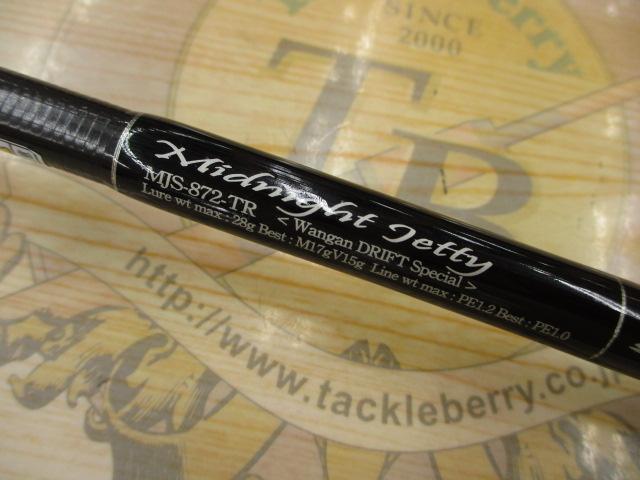 berry
SINCE
2000
TB
Midnight Jetty
MJS-872-TR < Wangan DRIFT Special >
Lure wt max : 28g Best : M17gV15g Line wt max : PE1.2 Best : PE1.0
http://www.tackleberry.co.jp